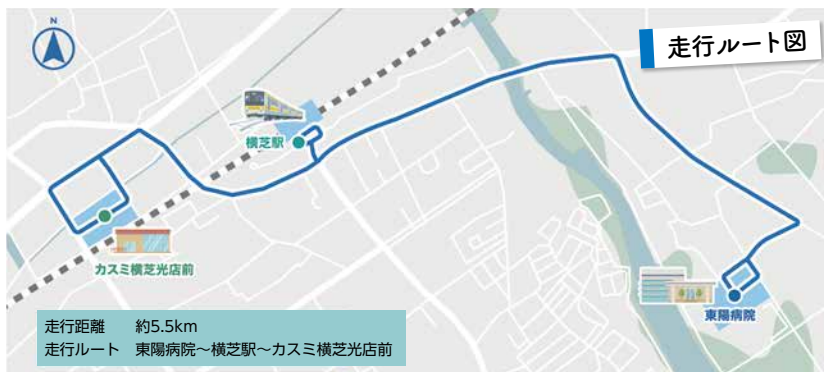 N
走行ルート図
横芝駅
カスミ横芝光店前
東陽病院
走行距離 約5.5km
走行ルート 東陽病院～横芝駅～カスミ横芝光店前